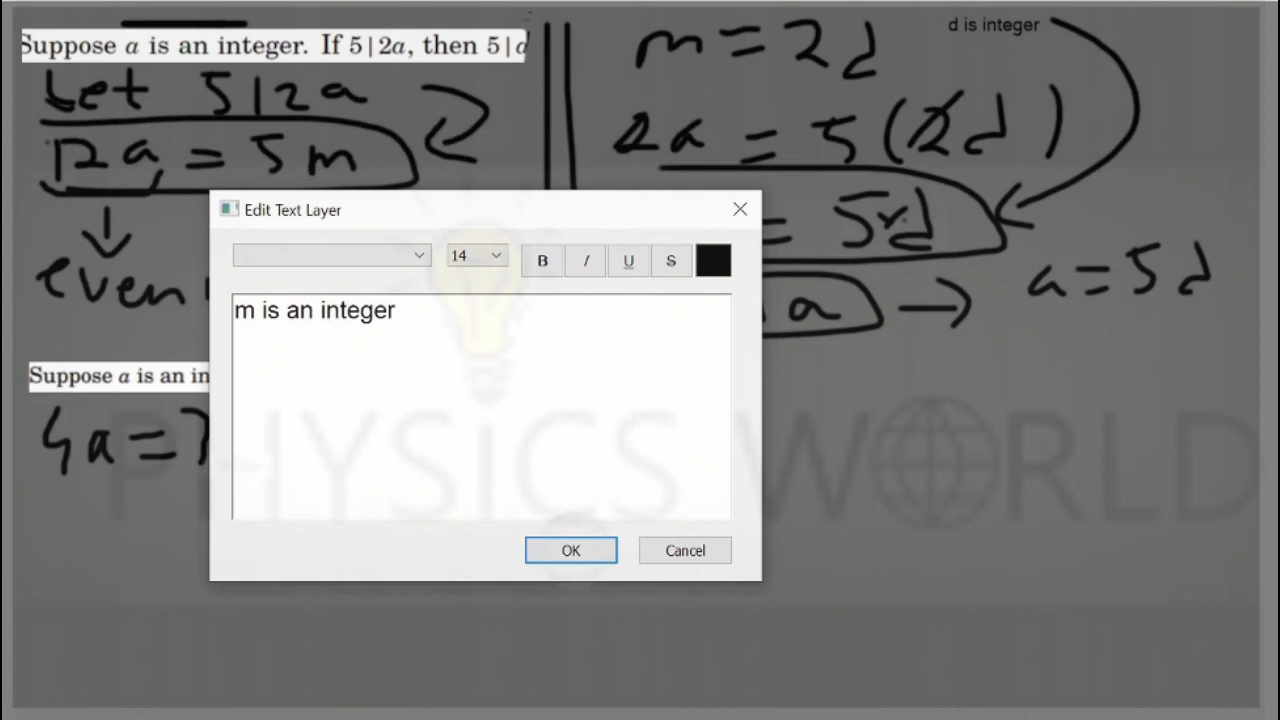 Suppose a is an integer. If 5 | 2a, then 5 | a
Let 5|2a
2a = 5m
even
m = 2d
d is integer
2a = 5(2d)
= 5xd
a → a = 5d
Edit Text Layer
14
B / U S
m is an integer
OK Cancel
Suppose a is an in
4a = 7
PHYSiCS WORLD